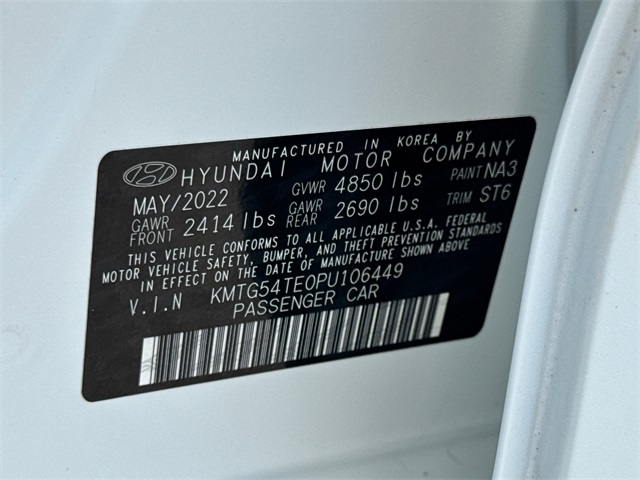 MANUFACTURED IN KOREA BY
HYUNDAI MOTOR COMPANY
MAY/2022 GVWR 4850 lbs PAINT NA3
GAWR FRONT 2414 lbs GAWR REAR 2690 lbs TRIM ST6
THIS VEHICLE CONFORMS TO ALL APPLICABLE U.S.A. FEDERAL
MOTOR VEHICLE SAFETY, BUMPER, AND THEFT PREVENTION STANDARDS
IN EFFECT ON THE DATE OF MANUFACTURE SHOWN ABOVE
V.I.N KMTG54TE0PU106449
PASSENGER CAR